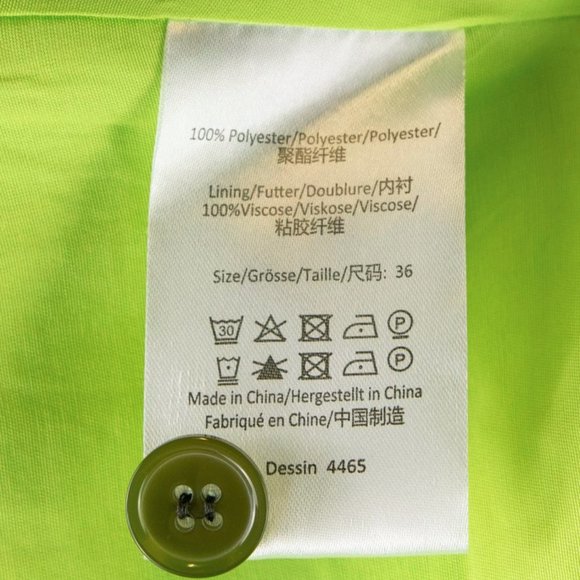 100% Polyester/Polyester/Polyester/
聚酯纤维
Lining/Futter/Doublure/内衬
100%Viscose/Viskose/Viscose/
粘胶纤维
Size/Grösse/Taille/尺码: 36
30 P
P
Made in China/Hergestellt in China
Fabriqué en Chine/中国制造
Dessin 4465